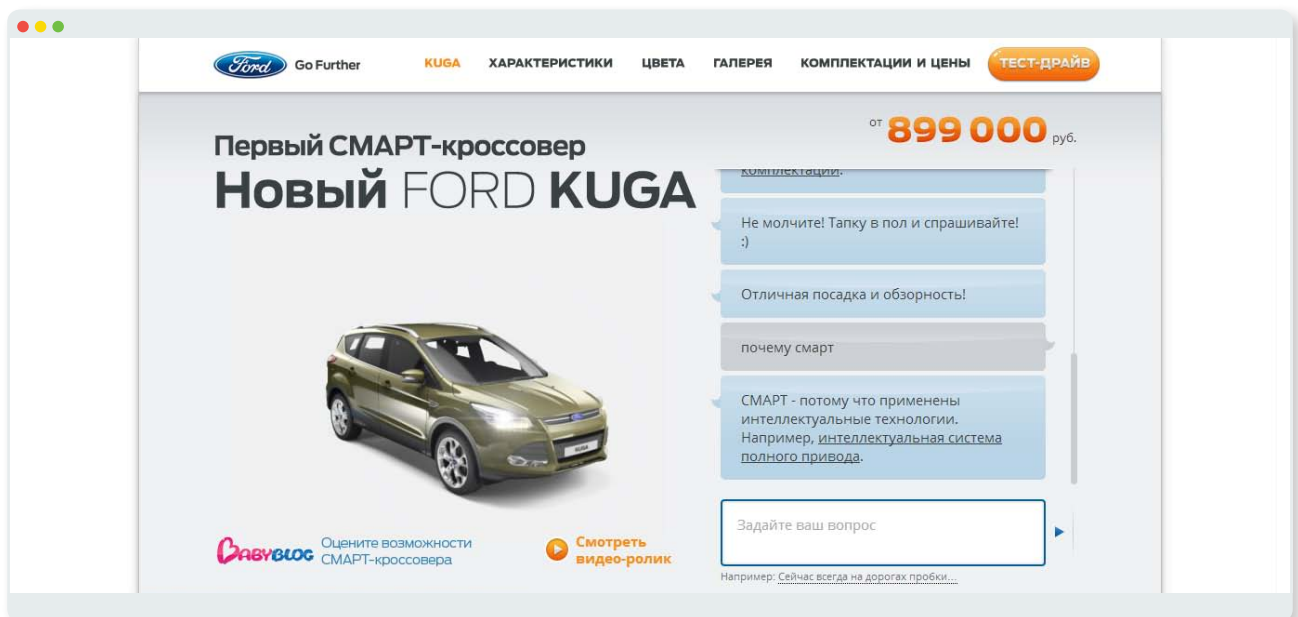 Ford Go Further KUGA ХАРАКТЕРИСТИКИ ЦВЕТА ГАЛЕРЕЯ КОМПЛЕКТАЦИИ И ЦЕНЫ ТЕСТ-ДРАЙВ
от 899 000 руб.
Первый СМАРТ-кроссовер
Новый FORD KUGA
комплектации.
Не молчите! Тапку в пол и спрашивайте!
:)
Отличная посадка и обзорность!
почему смарт
СМАРТ - потому что применены
интеллектуальные технологии.
Например, интеллектуальная система
полного привода.
KUGA
Задайте ваш вопрос
Например: Сейчас всегда на дорогах пробки...
BABYBLOG
Оцените возможности
СМАРТ-кроссовера
Смотреть
видео-ролик